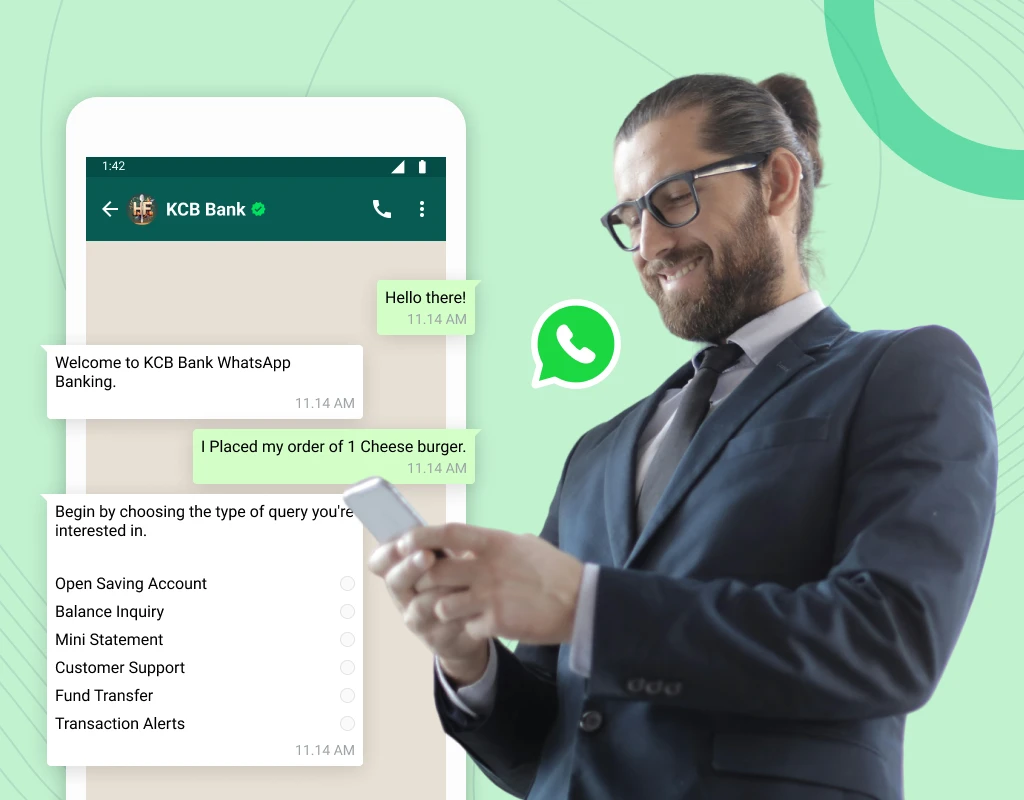 1:42
HF
KCB Bank
Hello there!
11.14 AM
Welcome to KCB Bank WhatsApp
Banking.
11.14 AM
I Placed my order of 1 Cheese burger.
11.14 AM
Begin by choosing the type of query you're
interested in.
Open Saving Account
Balance Inquiry
Mini Statement
Customer Support
Fund Transfer
Transaction Alerts
11.14 AM